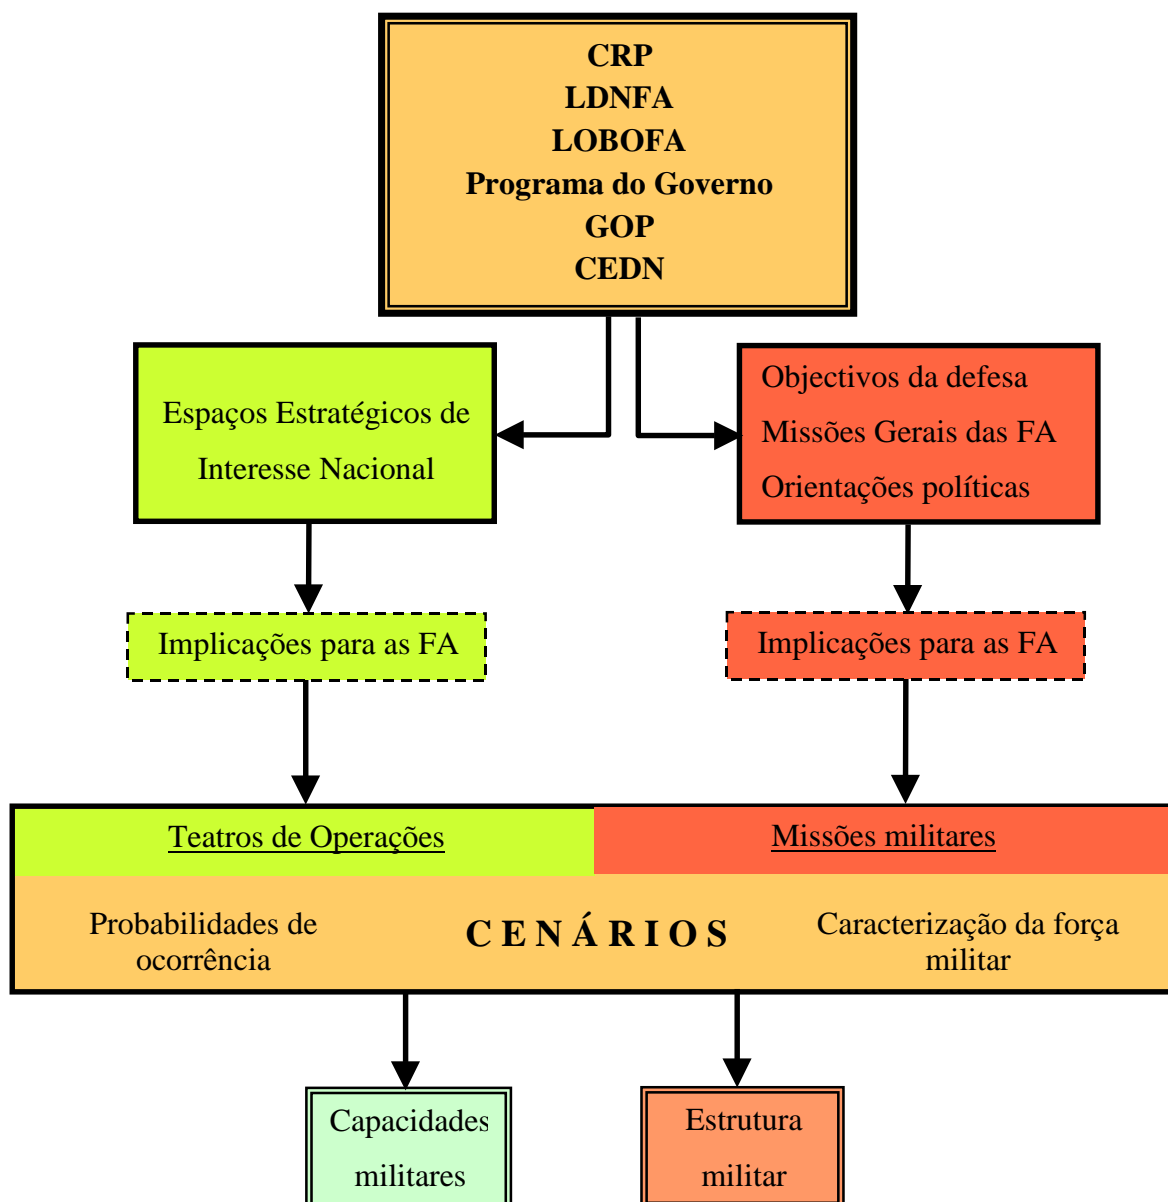 CRP
LDNFA
LOBOFA
Programa do Governo
GOP
CEDN
Espaços Estratégicos de
Interesse Nacional
Objectivos da defesa
Missões Gerais das FA
Orientações políticas
Implicações para as FA
Implicações para as FA
Teatros de Operações
Missões militares
Probabilidades de
ocorrência
C E N Á R I O S
Caracterização da força
militar
Capacidades
militares
Estrutura
militar